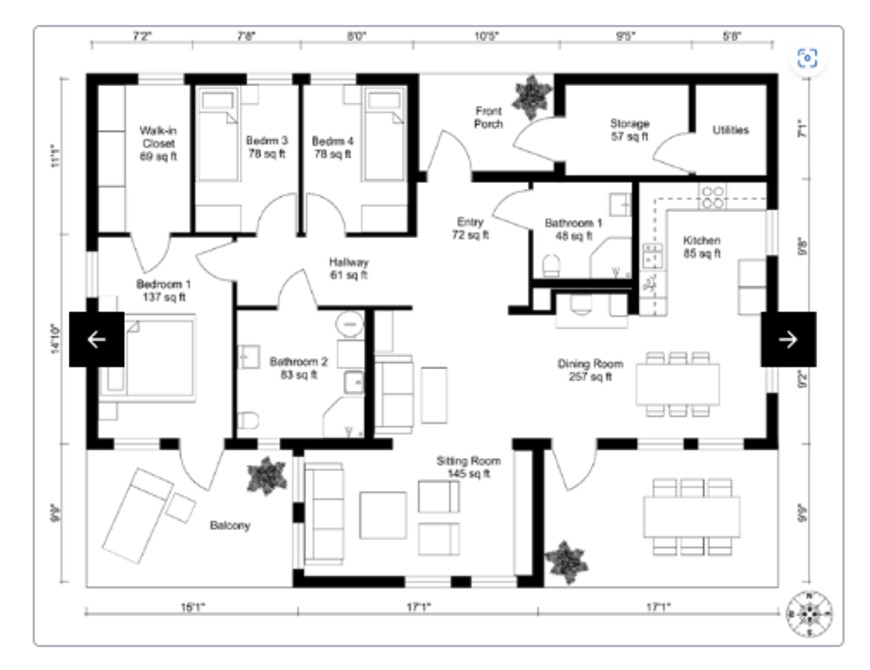 7'2"
7'8"
8'0"
10'5"
9'5"
5'8"
Walk-in
Closet
69 sq ft
Bedrm 3
78 sq ft
Bedrm 4
78 sq ft
Front
Porch
Storage
57 sq ft
Utilities
11'1"
7'1"
Entry
72 sq ft
Bathroom 1
48 sq ft
Kitchen
85 sq ft
9'8"
Hallway
61 sq ft
Bedroom 1
137 sq ft
14'10"
Bathroom 2
83 sq ft
Dining Room
257 sq ft
9'2"
Sitting Room
145 sq ft
Balcony
9'9"
9'9"
15'1"
17'1"
17'1"
N
S